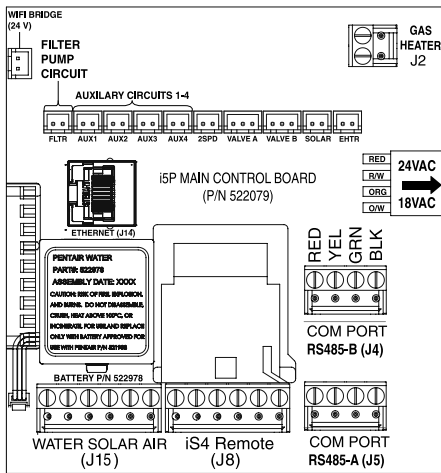 WIFI BRIDGE
(24 V)
FILTER
PUMP
CIRCUIT
GAS
HEATER
J2
AUXILARY CIRCUITS 1-4
FLTR AUX1 AUX2 AUX3 AUX4 2SPD VALVE A VALVE B SOLAR EHTR
i5P MAIN CONTROL BOARD
(P/N 522079)
ETHERNET (J14)
RED
R/W
ORG
O/W
24VAC
18VAC
PENTAIR WATER
PART#: 522978
ASSEMBLY DATE: XXXX
CAUTION: RISK OF FIRE, EXPLOSION,
AND BURNS. DO NOT DISASSEMBLE,
CRUSH, HEAT ABOVE 100°C, OR
INCINERATE.
ONLY WITH BATTERY APPROVED FOR
USE WITH PENTAIR P/N
BATTERY P/N 522978
RED YEL GRN BLK
COM PORT
RS485-B (J4)
WATER SOLAR AIR
(J15)
iS4 Remote
(J8)
COM PORT
RS485-A (J5)